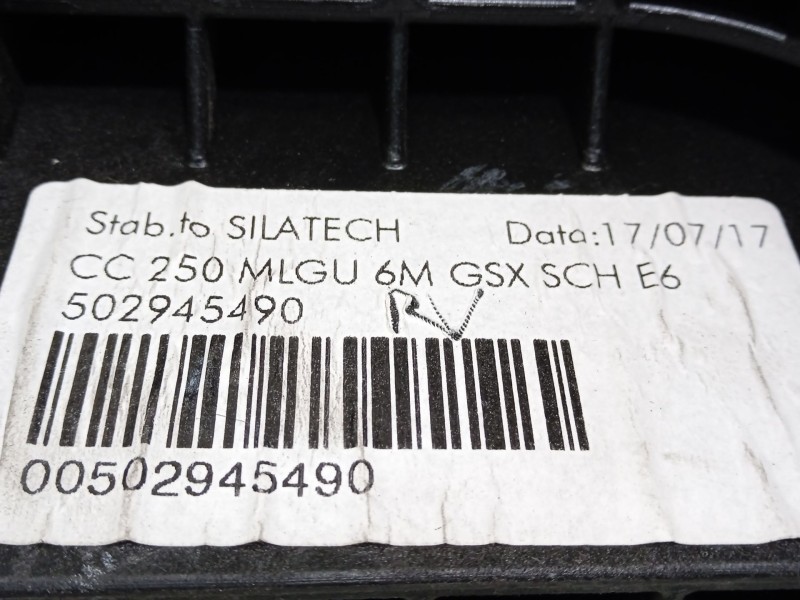 Stab.to SILATECH Data:17/07/17
CC 250 MLGU 6M GSX SCH E6
502945490 RV
00502945490